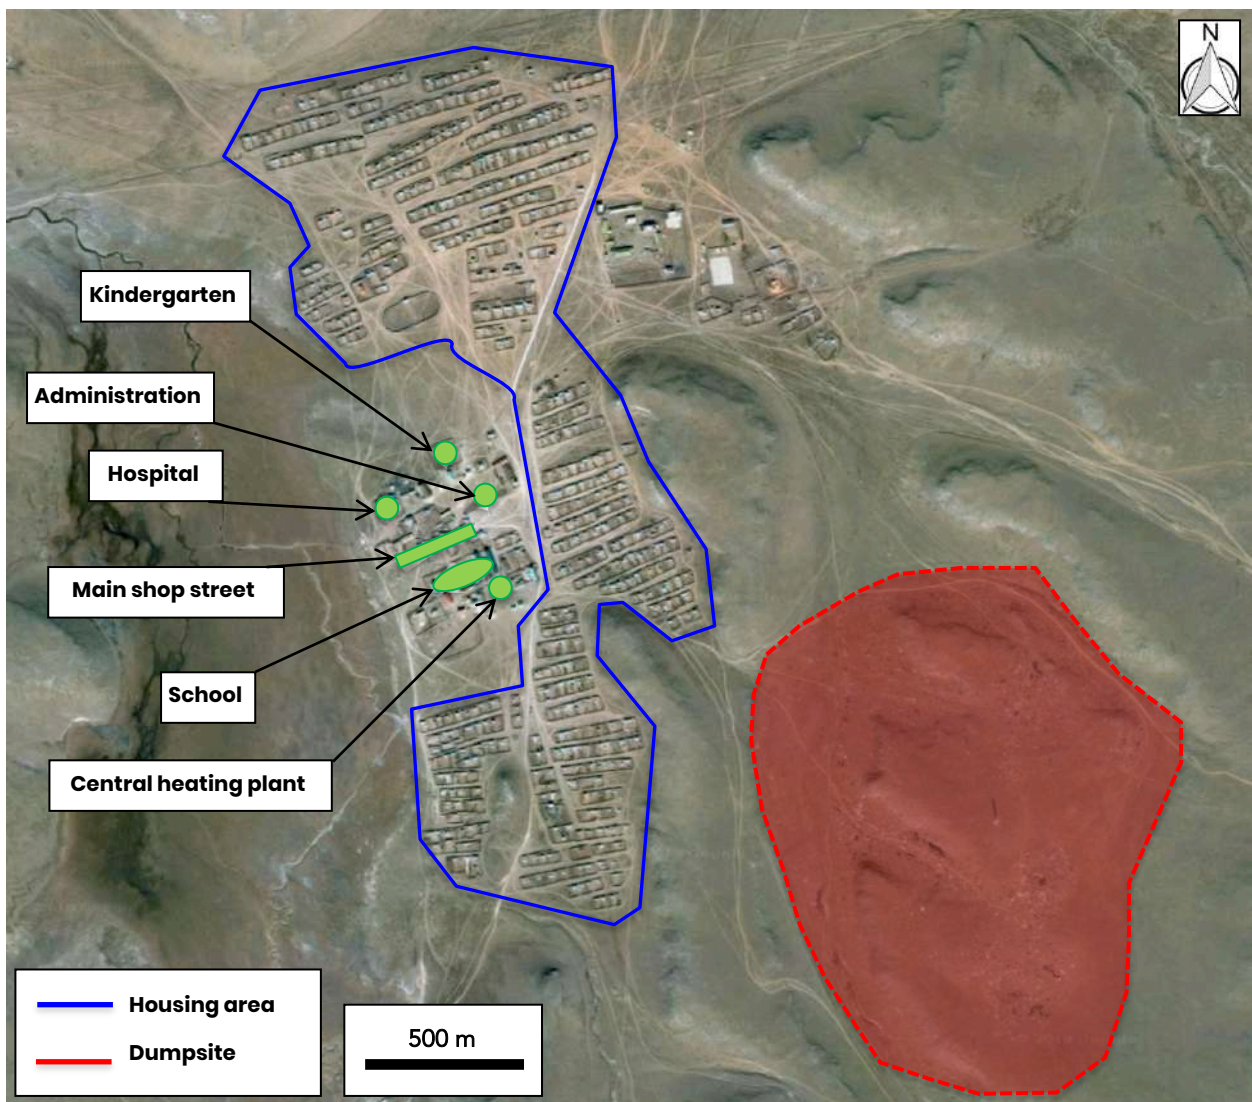 N
Kindergarten
Administration
Hospital
Main shop street
School
Central heating plant
Housing area
Dumpsite
500 m